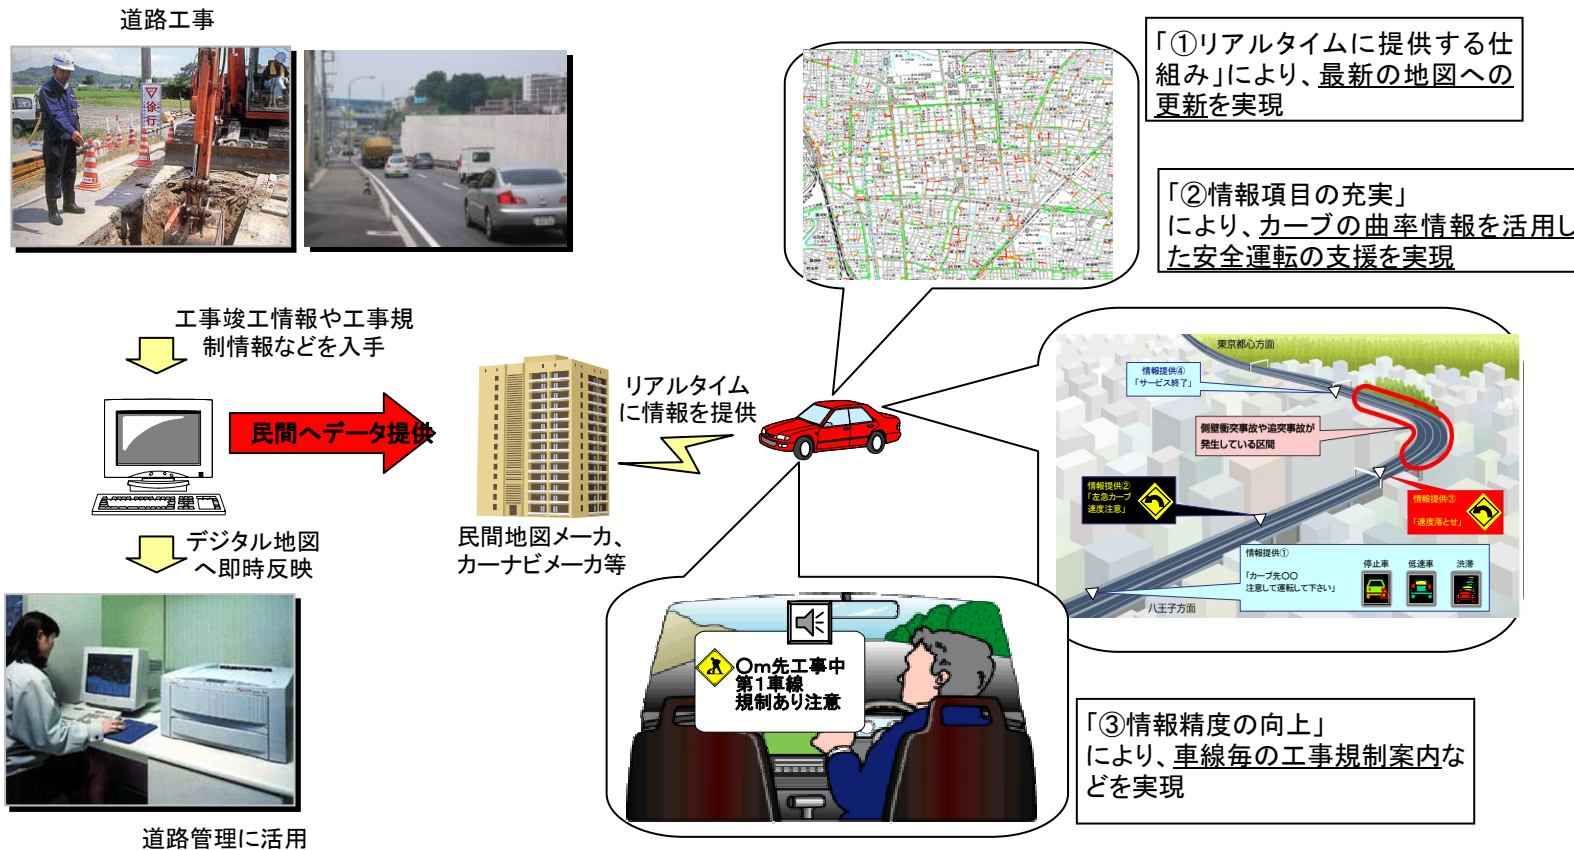 道路工事
徐行
「①リアルタイムに提供する仕
組み」により、最新の地図への
更新を実現
「②情報項目の充実」
により、カーブの曲率情報を活用し
た安全運転の支援を実現
工事竣工情報や工事規
制情報などを入手
民間へデータ提供
リアルタイム
に情報を提供
民間地図メーカ、
カーナビメーカ等
デジタル地図
へ即時反映
道路管理に活用
東京都心方面
情報提供④
「サービス終了」
側壁衝突事故や追突事故が
発生している区間
情報提供②
「左急カーブ
速度注意」
情報提供③
「速度落とせ」
情報提供①
「カーブ先〇〇
注意して運転して下さい」
停止車 低速車 渋滞
八王子方面
〇m先工事中
第1車線
規制あり注意
「③情報精度の向上」
により、車線毎の工事規制案内な
どを実現